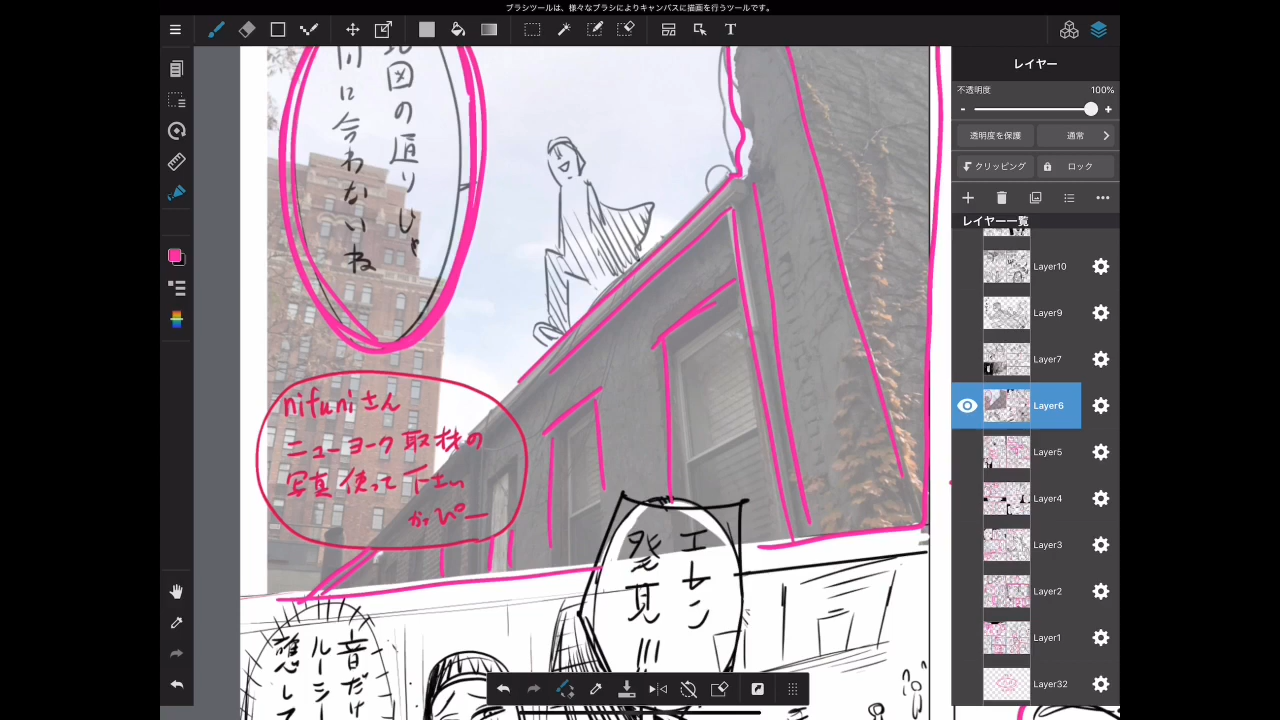 ブラシツールは、様々なブラシによりキャンバスに描画を行うツールです。
T
レイヤー
不透明度
100%
-
+
透明度を保護
通常
クリッピング
ロック
レイヤー一覧
Layer10
Layer9
Layer7
Layer6
Layer5
Layer4
Layer3
Layer2
Layer1
Layer32
図の通りじゃ
に合わないね
nifuniさん
ニューヨーク取材の
写真使って下さい
かっぴー
エレン
発見!!!
音だけ
ルーシー